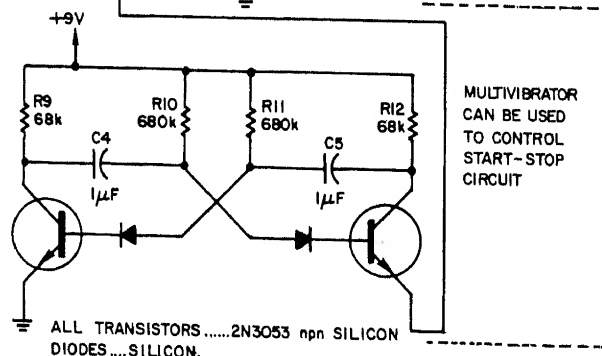 +9V
R9
68k
R10
680k
R11
680k
R12
68k
C4
1μF
C5
1μF
MULTIVIBRATOR
CAN BE USED
TO CONTROL
START-STOP
CIRCUIT
ALL TRANSISTORS......2N3053 npn SILICON
DIODES....SILICON.